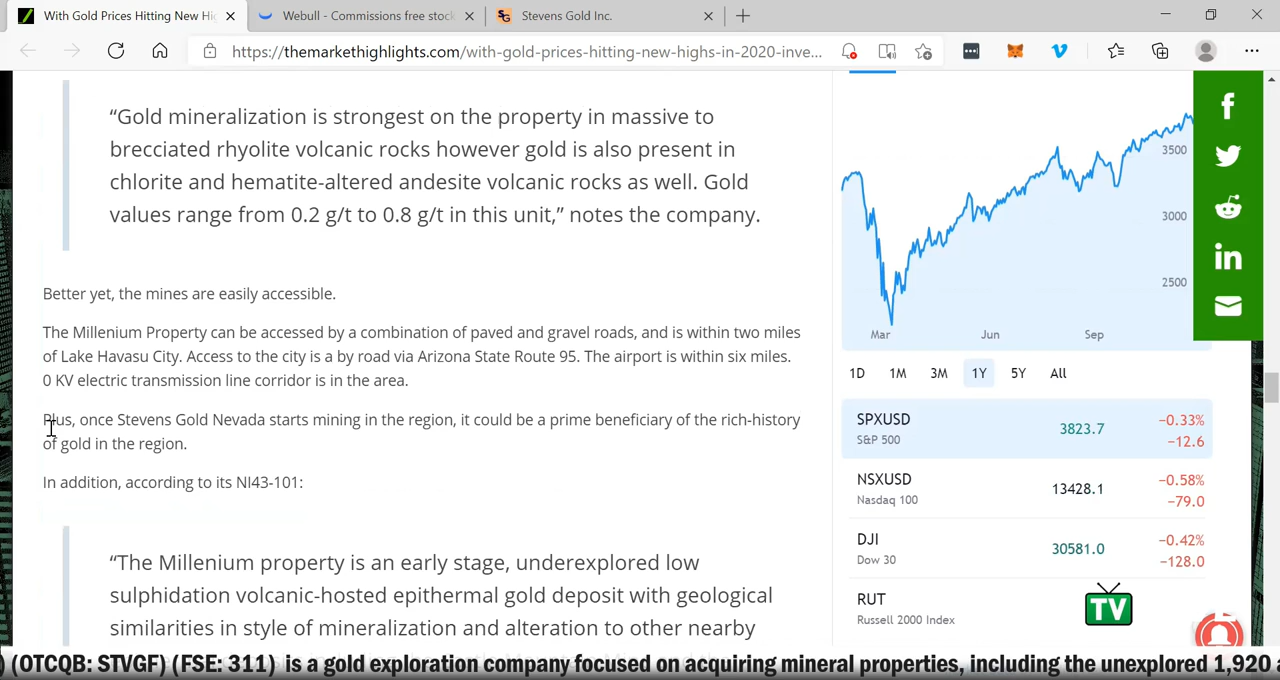 With Gold Prices Hitting New Hi
Webull - Commissions free stock
Stevens Gold Inc.
https://themarkethighlights.com/with-gold-prices-hitting-new-highs-in-2020-inve...
“Gold mineralization is strongest on the property in massive to
brecciated rhyolite volcanic rocks however gold is also present in
chlorite and hematite-altered andesite volcanic rocks as well. Gold
values range from 0.2 g/t to 0.8 g/t in this unit,” notes the company.
Better yet, the mines are easily accessible.
The Millenium Property can be accessed by a combination of paved and gravel roads, and is within two miles
of Lake Havasu City. Access to the city is a by road via Arizona State Route 95. The airport is within six miles.
0 KV electric transmission line corridor is in the area.
Plus, once Stevens Gold Nevada starts mining in the region, it could be a prime beneficiary of the rich-history
of gold in the region.
In addition, according to its NI43-101:
“The Millenium property is an early stage, underexplored low
sulphidation volcanic-hosted epithermal gold deposit with geological
similarities in style of mineralization and alteration to other nearby
3500
3000
2500
Mar Jun Sep
1D 1M 3M 1Y 5Y All
SPXUSD 3823.7 −0.33%
S&P 500 −12.6
NSXUSD 13428.1 −0.58%
Nasdaq 100 −79.0
DJI 30581.0 −0.42%
Dow 30 −128.0
RUT
Russell 2000 Index
TV
) (OTCQB: STVGF) (FSE: 311) is a gold exploration company focused on acquiring mineral properties, including the unexplored 1,920